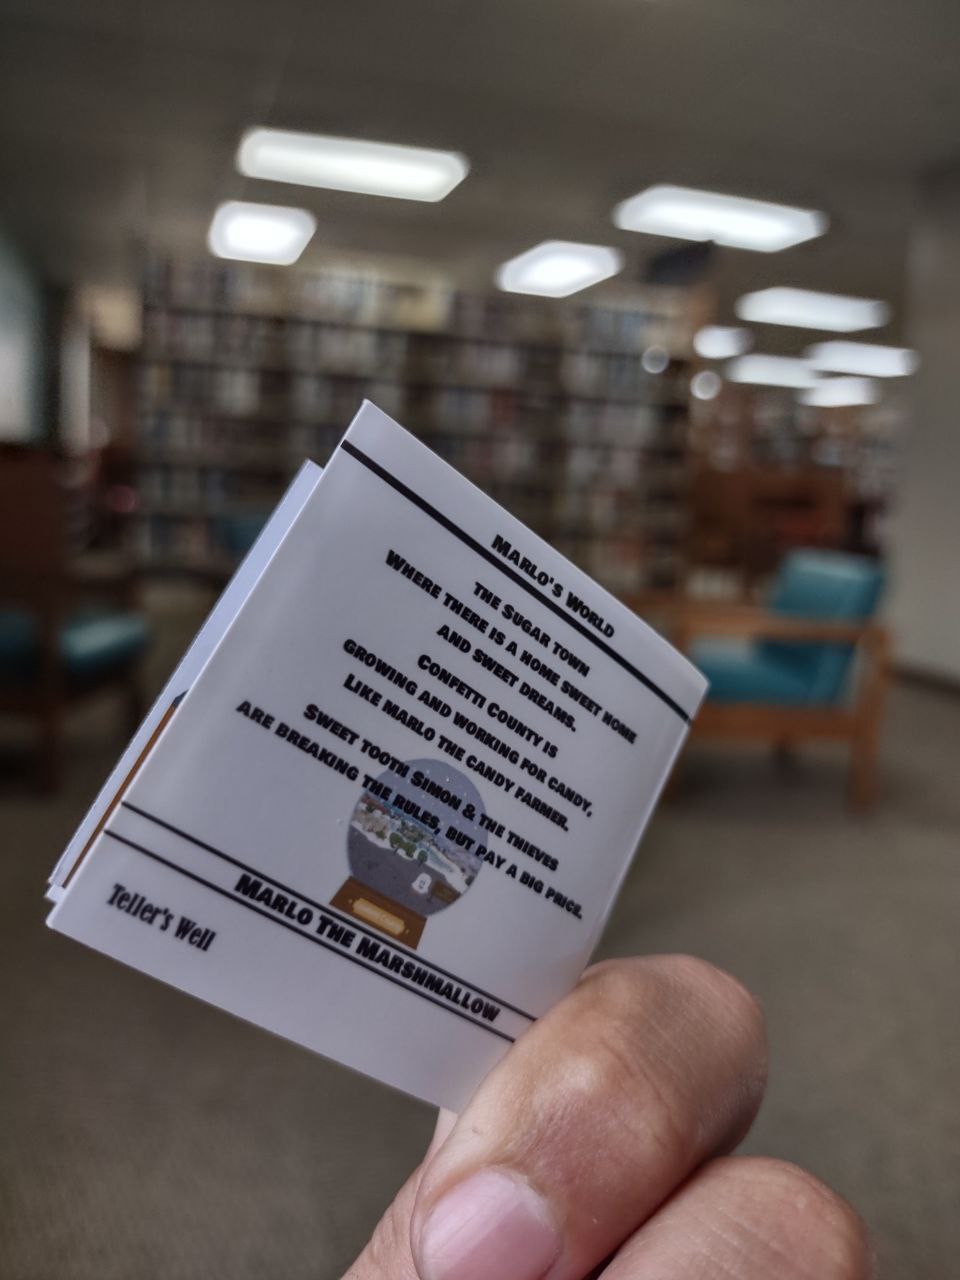 MARLO'S WORLD
THE SUGAR TOWN
WHERE THERE IS A HOME SWEET HOME
AND SWEET DREAMS.
CONFETTI COUNTY IS
GROWING AND WORKING FOR CANDY,
LIKE MARLO THE CANDY FARMER.
SWEET TOOTH SIMON & THE THIEVES
ARE BREAKING THE RULES, BUT PAY A BIG PRICE.
MARLO THE MARSHMALLOW
Teller's Well